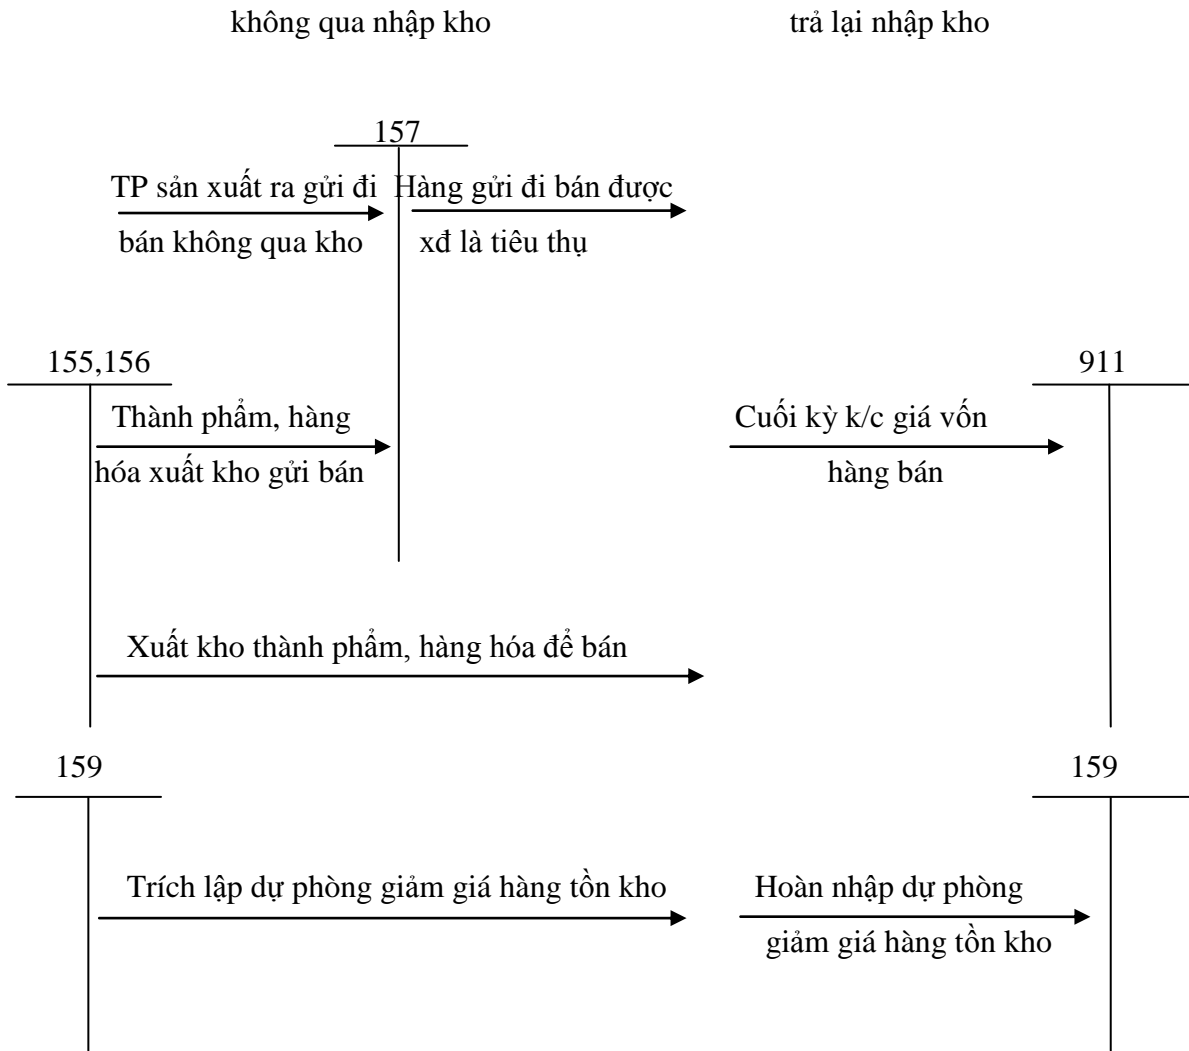 không qua nhập kho
trả lại nhập kho
157
TP sản xuất ra gửi đi
bán không qua kho
Hàng gửi đi bán được
xđ là tiêu thụ
155,156
911
Thành phẩm, hàng
hóa xuất kho gửi bán
Cuối kỳ k/c giá vốn
hàng bán
Xuất kho thành phẩm, hàng hóa để bán
159
159
Trích lập dự phòng giảm giá hàng tồn kho
Hoàn nhập dự phòng
giảm giá hàng tồn kho